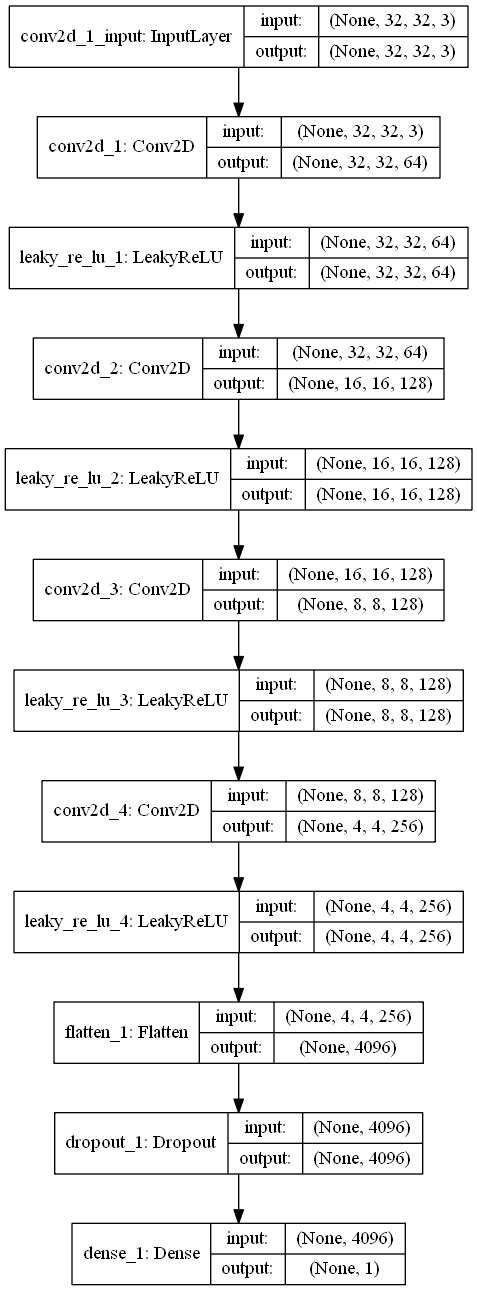 conv2d_1_input: InputLayer
input: (None, 32, 32, 3)
output: (None, 32, 32, 3)
conv2d_1: Conv2D
input: (None, 32, 32, 3)
output: (None, 32, 32, 64)
leaky_re_lu_1: LeakyReLU
input: (None, 32, 32, 64)
output: (None, 32, 32, 64)
conv2d_2: Conv2D
input: (None, 32, 32, 64)
output: (None, 16, 16, 128)
leaky_re_lu_2: LeakyReLU
input: (None, 16, 16, 128)
output: (None, 16, 16, 128)
conv2d_3: Conv2D
input: (None, 16, 16, 128)
output: (None, 8, 8, 128)
leaky_re_lu_3: LeakyReLU
input: (None, 8, 8, 128)
output: (None, 8, 8, 128)
conv2d_4: Conv2D
input: (None, 8, 8, 128)
output: (None, 4, 4, 256)
leaky_re_lu_4: LeakyReLU
input: (None, 4, 4, 256)
output: (None, 4, 4, 256)
flatten_1: Flatten
input: (None, 4, 4, 256)
output: (None, 4096)
dropout_1: Dropout
input: (None, 4096)
output: (None, 4096)
dense_1: Dense
input: (None, 4096)
output: (None, 1)